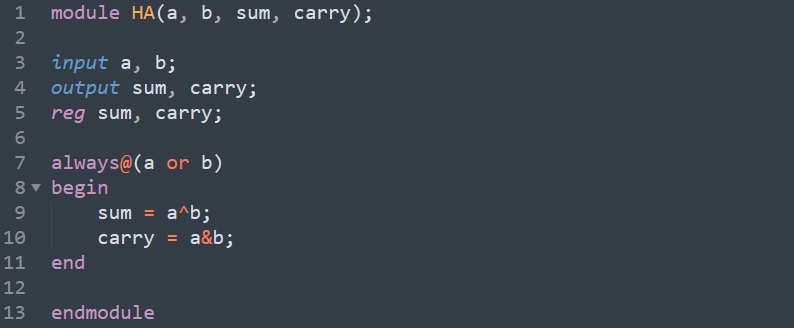 1 module HA(a, b, sum, carry);
2
3 input a, b;
4 output sum, carry;
5 reg sum, carry;
6
7 always@(a or b)
8 begin
9     sum = a^b;
10     carry = a&b;
11 end
12
13 endmodule